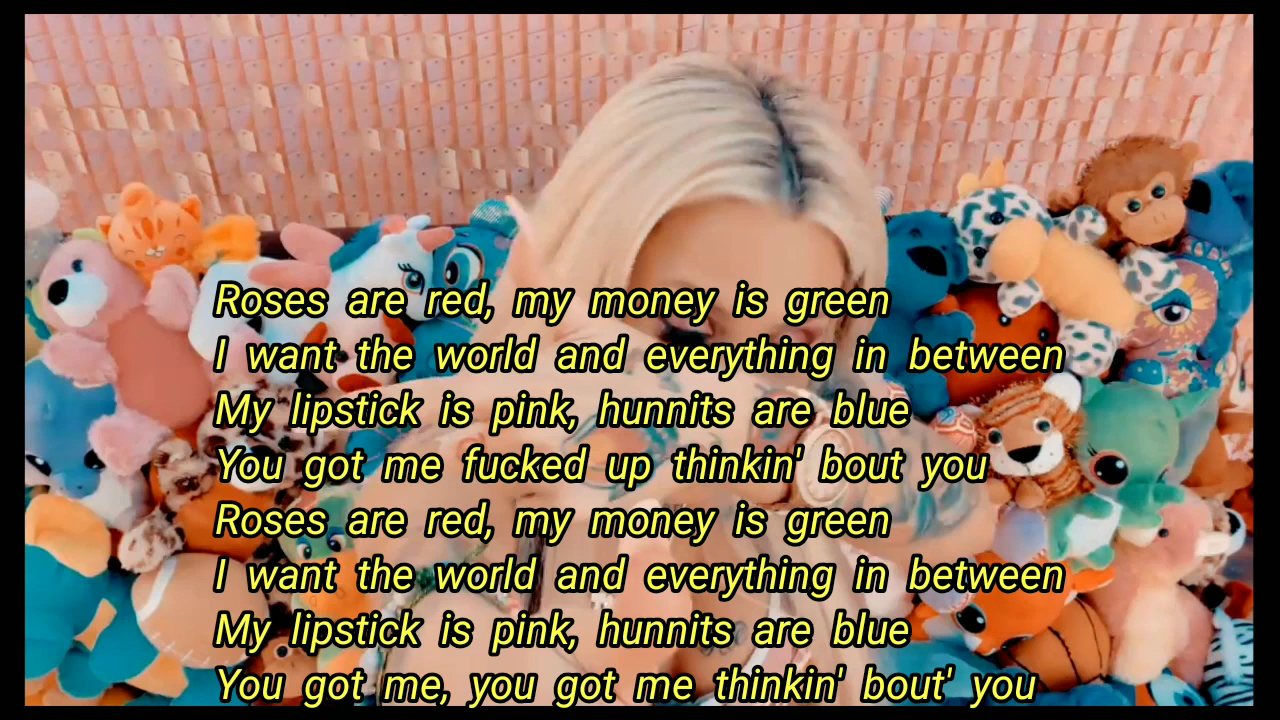 Roses are red, my money is green
I want the world and everything in between
My lipstick is pink, hunnits are blue
You got me fucked up thinkin' bout you
Roses are red, my money is green
I want the world and everything in between
My lipstick is pink, hunnits are blue
You got me, you got me thinkin' bout' you